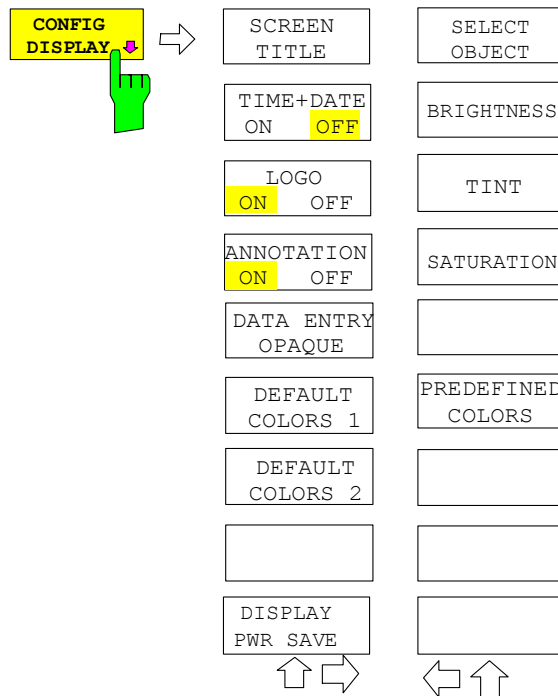 CONFIG
DISPLAY
SCREEN
TITLE
TIME+DATE
ON OFF
LOGO
ON OFF
ANNOTATION
ON OFF
DATA ENTRY
OPAQUE
DEFAULT
COLORS 1
DEFAULT
COLORS 2
DISPLAY
PWR SAVE
SELECT
OBJECT
BRIGHTNESS
TINT
SATURATION
PREDEFINED
COLORS